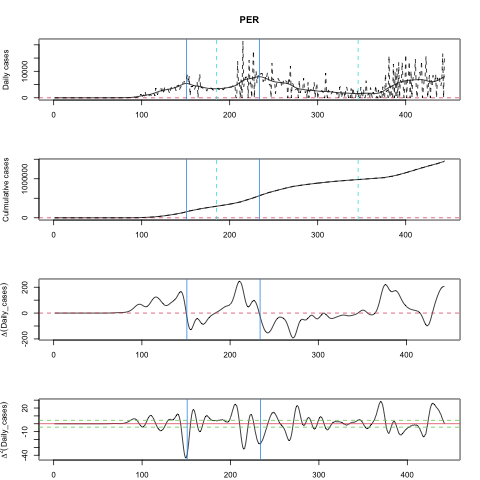 PER
Daily cases
0 10000
0 100 200 300 400
Culmulative cases
0 1000000
0 100 200 300 400
Δ(Daily_cases)
-200 0 200
0 100 200 300 400
Δ²(Daily_cases)
-40 -10 20
0 100 200 300 400